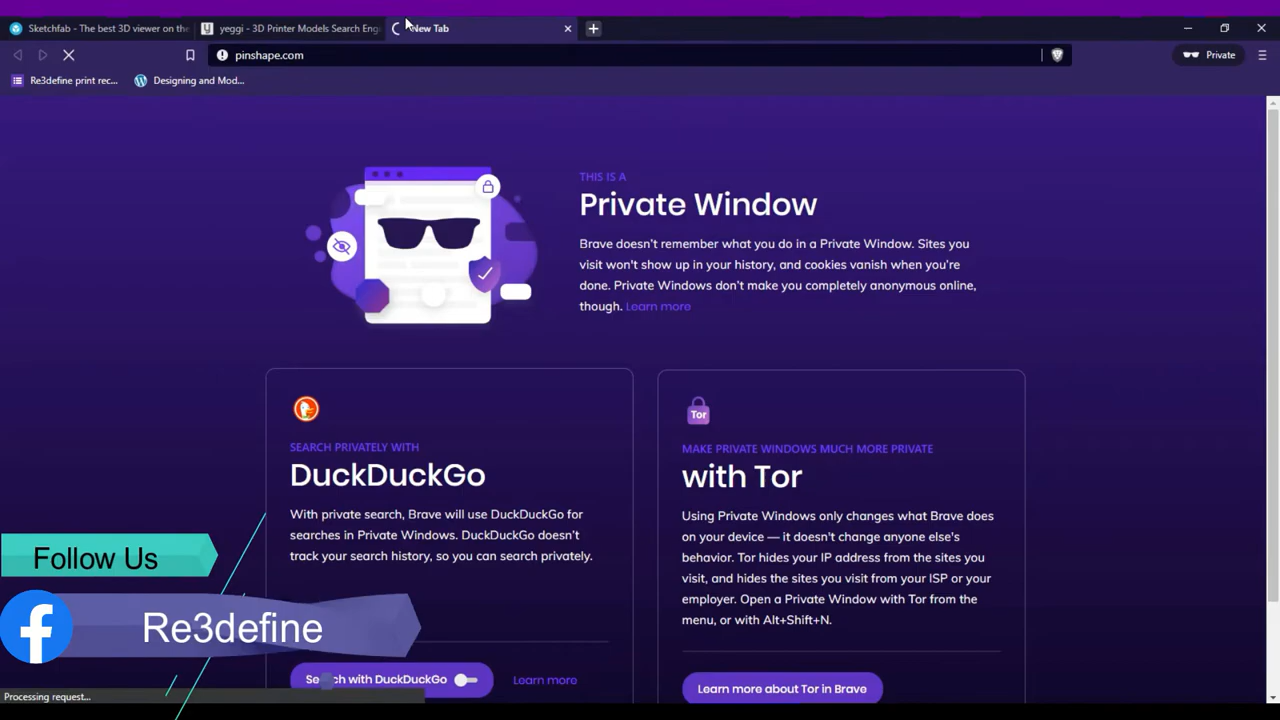 Sketchfab - The best 3D viewer on the
yeggi - 3D Printer Models Search Eng
New Tab
pinshape.com
Private
Re3define print rec...
Designing and Mod...
THIS IS A
Private Window
Brave doesn't remember what you do in a Private Window. Sites you
visit won't show up in your history, and cookies vanish when you're
done. Private Windows don't make you completely anonymous online,
though. Learn more
Tor
SEARCH PRIVATELY WITH
DuckDuckGo
With private search, Brave will use DuckDuckGo for
searches in Private Windows. DuckDuckGo doesn't
track your search history, so you can search privately.
Search with DuckDuckGo
Learn more
MAKE PRIVATE WINDOWS MUCH MORE PRIVATE
with Tor
Using Private Windows only changes what Brave does
on your device — it doesn't change anyone else's
behavior. Tor hides your IP address from the sites you
visit, and hides the sites you visit from your ISP or your
employer. Open a Private Window with Tor from the
menu, or with Alt+Shift+N.
Learn more about Tor in Brave
Follow Us
Re3define
Processing request...